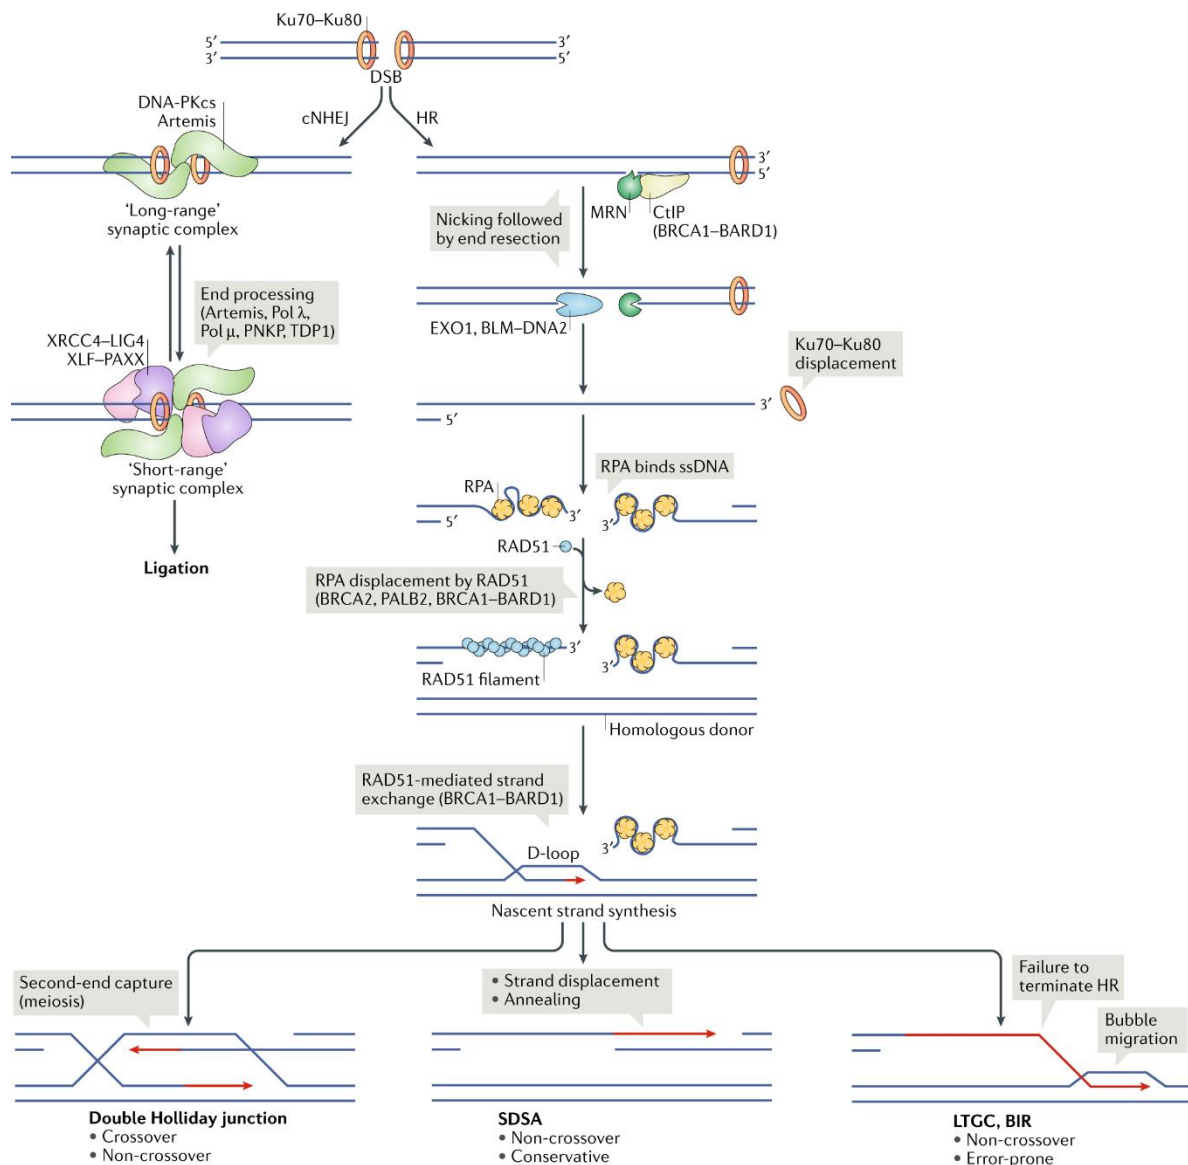 Ku70–Ku80
5′
3′
3′
5′
DSB
cNHEJ
HR
DNA-PKcs
Artemis
‘Long-range’
synaptic complex
End processing
(Artemis, Pol λ,
Pol μ, PNKP, TDP1)
XRCC4–LIG4
XLF–PAXX
‘Short-range’
synaptic complex
Ligation
3′
5′
MRN
CtIP
(BRCA1–BARD1)
Nicking followed
by end resection
EXO1, BLM–DNA2
Ku70–Ku80
displacement
3′
5′
RPA binds ssDNA
RPA
3′
3′
5′
RAD51
RPA displacement by RAD51
(BRCA2, PALB2, BRCA1–BARD1)
3′
3′
RAD51 filament
Homologous donor
RAD51-mediated strand
exchange (BRCA1–BARD1)
D-loop
3′
Nascent strand synthesis
Second-end capture
(meiosis)
Double Holliday junction
• Crossover
• Non-crossover
• Strand displacement
• Annealing
SDSA
• Non-crossover
• Conservative
Failure to
terminate HR
Bubble
migration
LTGC, BIR
• Non-crossover
• Error-prone